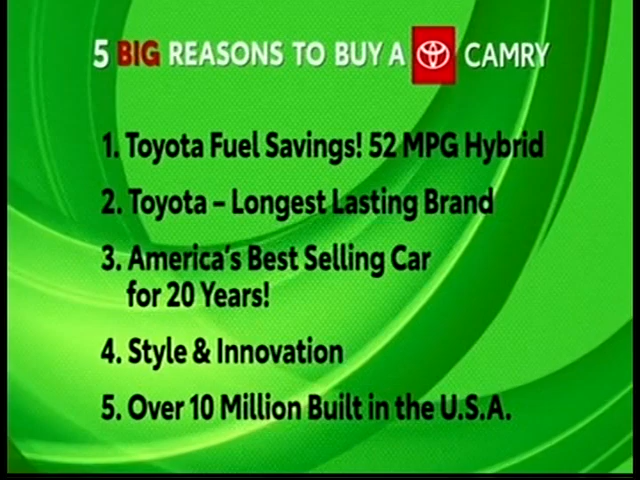 5 BIG REASONS TO BUY A CAMRY
1. Toyota Fuel Savings! 52 MPG Hybrid
2. Toyota – Longest Lasting Brand
3. America's Best Selling Car
for 20 Years!
4. Style & Innovation
5. Over 10 Million Built in the U.S.A.